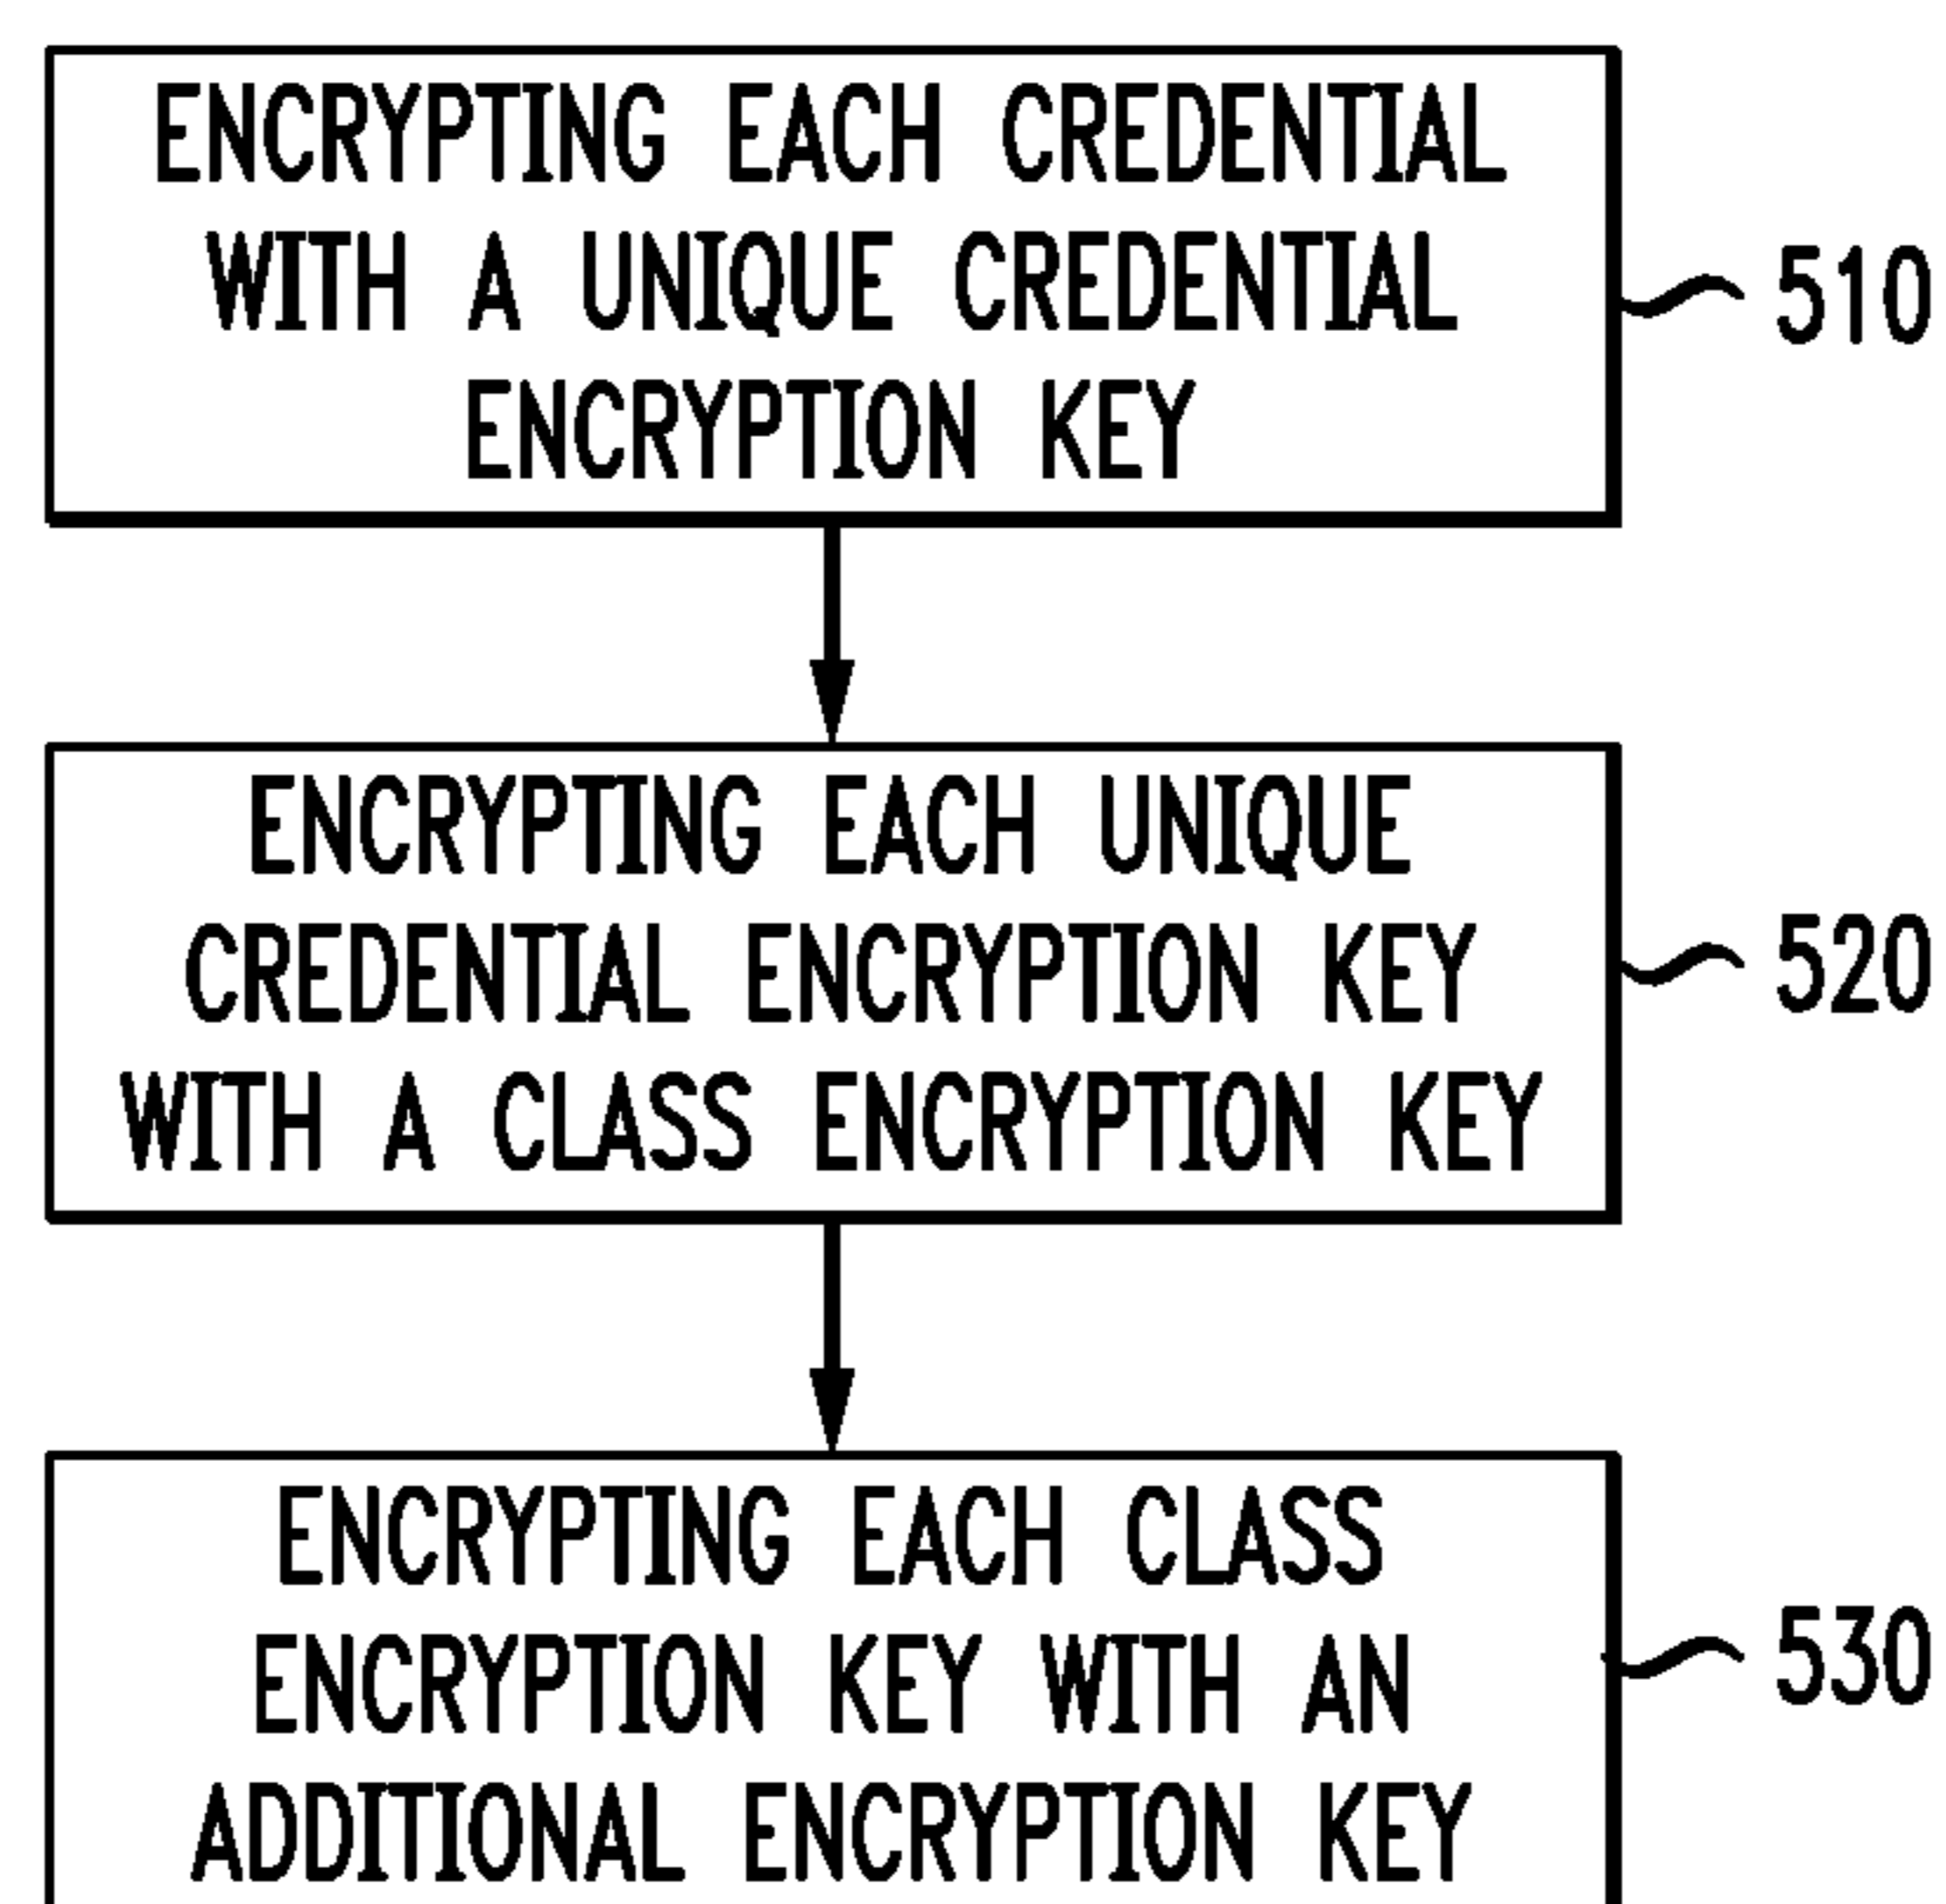 ENCRYPTING EACH CREDENTIAL
WITH A UNIQUE CREDENTIAL
ENCRYPTION KEY
510
ENCRYPTING EACH UNIQUE
CREDENTIAL ENCRYPTION KEY
WITH A CLASS ENCRYPTION KEY
520
ENCRYPTING EACH CLASS
ENCRYPTION KEY WITH AN
ADDITIONAL ENCRYPTION KEY
530